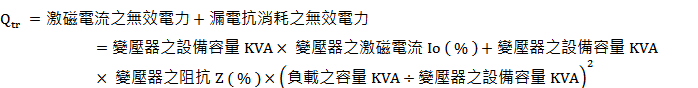 Qtr = 激磁電流之無效電力 + 漏電抗消耗之無效電力
= 變壓器之設備容量 KVA × 變壓器之激磁電流 Io ( % ) + 變壓器之設備容量 KVA
× 變壓器之阻抗 Z ( % ) × (負載之容量 KVA ÷ 變壓器之設備容量 KVA)²